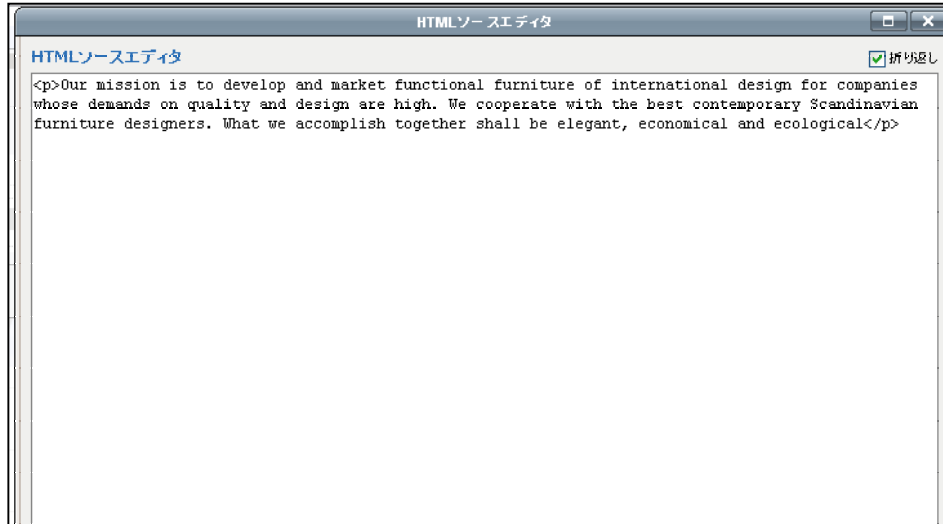 HTMLソースエディタ
HTMLソースエディタ
折り返し
<p>Our mission is to develop and market functional furniture of international design for companies
whose demands on quality and design are high. We cooperate with the best contemporary Scandinavian
furniture designers. What we accomplish together shall be elegant, economical and ecological</p>